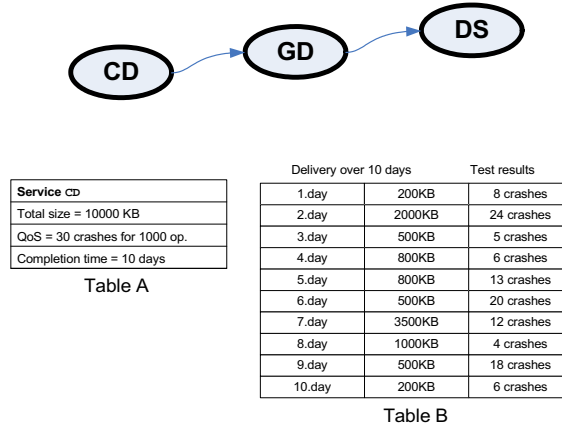 CD
GD
DS
Service CD
Total size = 10000 KB
QoS = 30 crashes for 1000 op.
Completion time = 10 days
Table A
Delivery over 10 days Test results
1.day 200KB 8 crashes
2.day 2000KB 24 crashes
3.day 500KB 5 crashes
4.day 800KB 6 crashes
5.day 800KB 13 crashes
6.day 500KB 20 crashes
7.day 3500KB 12 crashes
8.day 1000KB 4 crashes
9.day 500KB 18 crashes
10.day 200KB 6 crashes
Table B